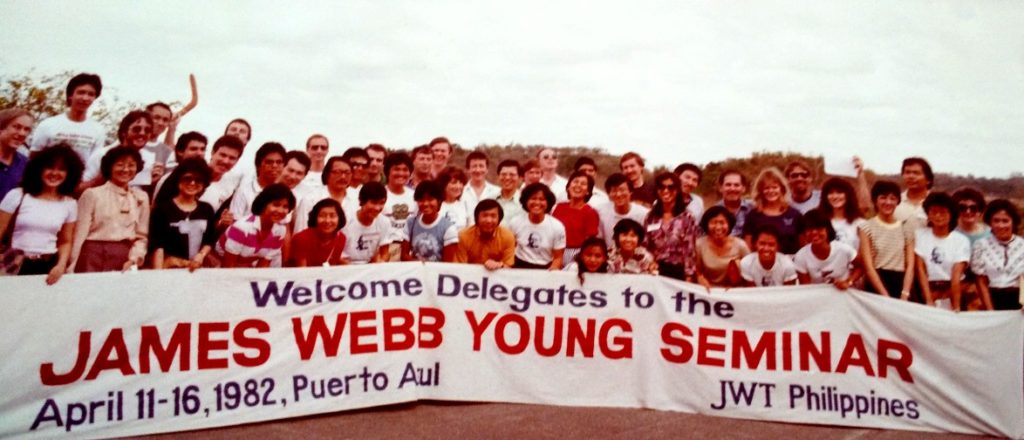 Welcome Delegates to the
JAMES WEBB YOUNG SEMINAR
April 11-16, 1982, Puerto Aul
JWT Philippines